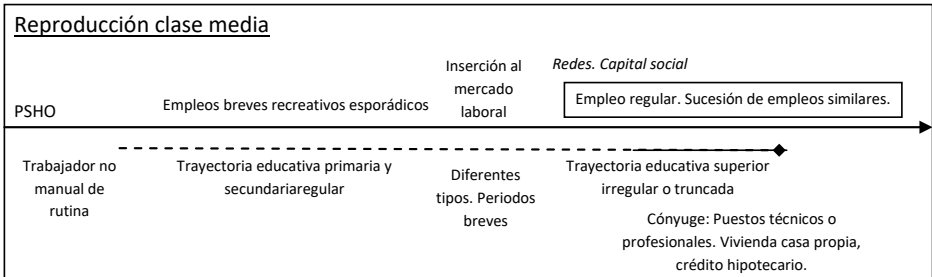 Reproducción clase media
Redes. Capital social
Inserción al
mercado
laboral
Empleo regular. Sucesión de empleos similares.
Empleos breves recreativos esporádicos
PSHO
Trabajador no
manual de
rutina
Trayectoria educativa primaria y
secundariaregular
Diferentes
tipos. Periodos
breves
Trayectoria educativa superior
irregular o truncada
Cónyuge: Puestos técnicos o
profesionales. Vivienda casa propia,
crédito hipotecario.